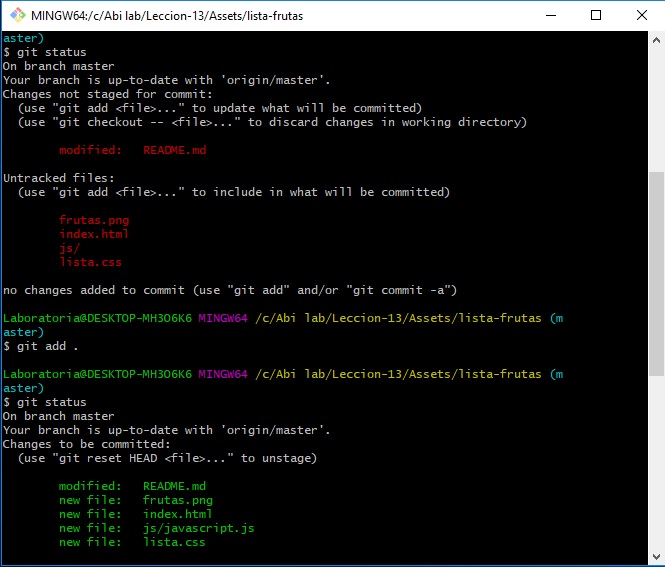 MINGW64:/c/Abi lab/Leccion-13/Assets/lista-frutas
aster)
$ git status
On branch master
Your branch is up-to-date with 'origin/master'.
Changes not staged for commit:
  (use "git add <file>..." to update what will be committed)
  (use "git checkout -- <file>..." to discard changes in working directory)
        modified:   README.md
Untracked files:
  (use "git add <file>..." to include in what will be committed)
        frutas.png
        index.html
        js/
        lista.css
no changes added to commit (use "git add" and/or "git commit -a")
Laboratoria@DESKTOP-MH3O6K6 MINGW64 /c/Abi lab/Leccion-13/Assets/lista-frutas (m
aster)
$ git add .
Laboratoria@DESKTOP-MH3O6K6 MINGW64 /c/Abi lab/Leccion-13/Assets/lista-frutas (m
aster)
$ git status
On branch master
Your branch is up-to-date with 'origin/master'.
Changes to be committed:
  (use "git reset HEAD <file>..." to unstage)
        modified:   README.md
        new file:   frutas.png
        new file:   index.html
        new file:   js/javascript.js
        new file:   lista.css